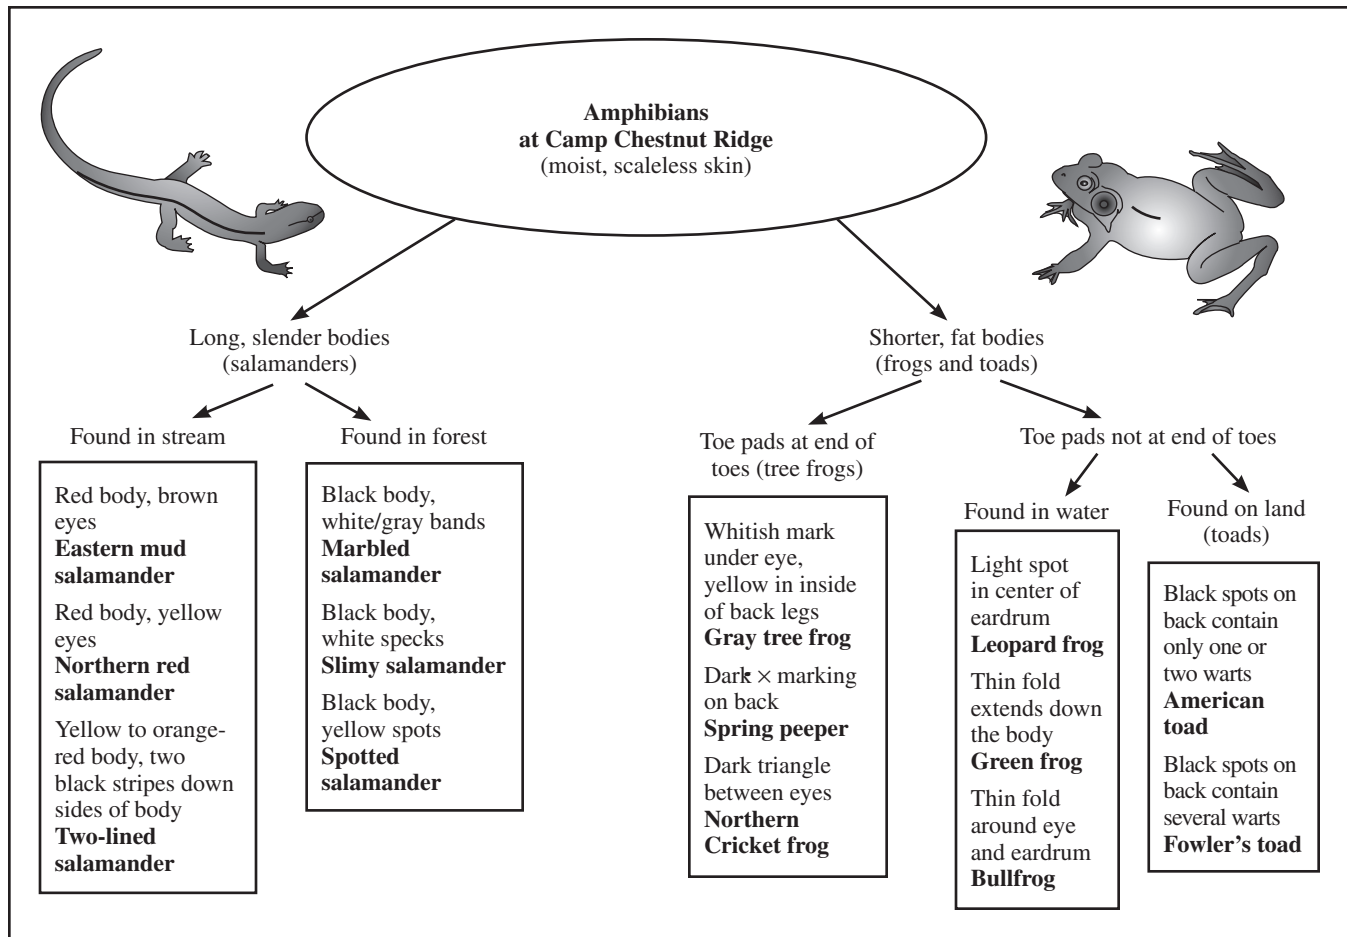 Amphibians
at Camp Chestnut Ridge
(moist, scaleless skin)
Long, slender bodies
(salamanders)
Found in stream
Red body, brown
eyes
Eastern mud
salamander
Red body, yellow
eyes
Northern red
salamander
Yellow to orange-
red body, two
black stripes down
sides of body
Two-lined
salamander
Found in forest
Black body,
white/gray bands
Marbled
salamander
Black body,
white specks
Slimy salamander
Black body,
yellow spots
Spotted
salamander
Shorter, fat bodies
(frogs and toads)
Toe pads at end of
toes (tree frogs)
Whitish mark
under eye,
yellow in inside
of back legs
Gray tree frog
Dark × marking
on back
Spring peeper
Dark triangle
between eyes
Northern
Cricket frog
Toe pads not at end of toes
Found in water
Light spot
in center of
eardrum
Leopard frog
Thin fold
extends down
the body
Green frog
Thin fold
around eye
and eardrum
Bullfrog
Found on land
(toads)
Black spots on
back contain
only one or
two warts
American
toad
Black spots on
back contain
several warts
Fowler's toad